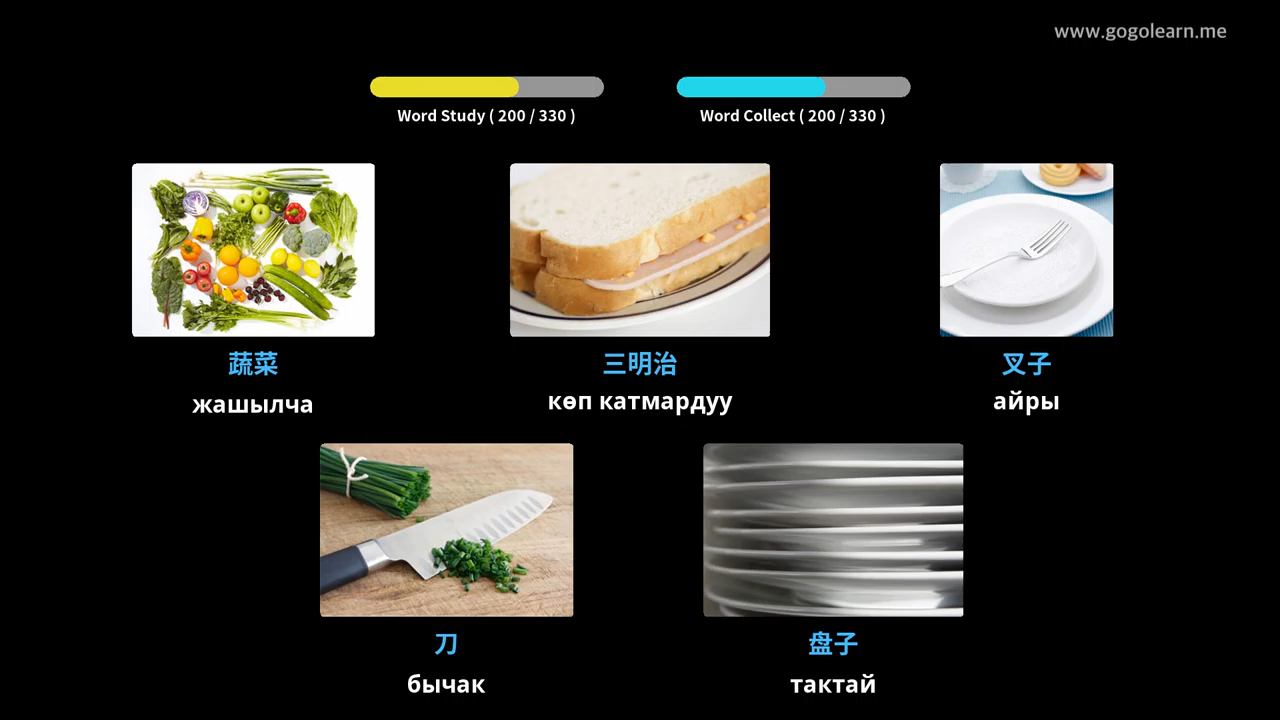 www.gogolearn.me
Word Study ( 200 / 330 )
Word Collect ( 200 / 330 )
蔬菜
三明治
叉子
жашылча
көп катмардуу
айры
刀
盘子
бычак
тактай